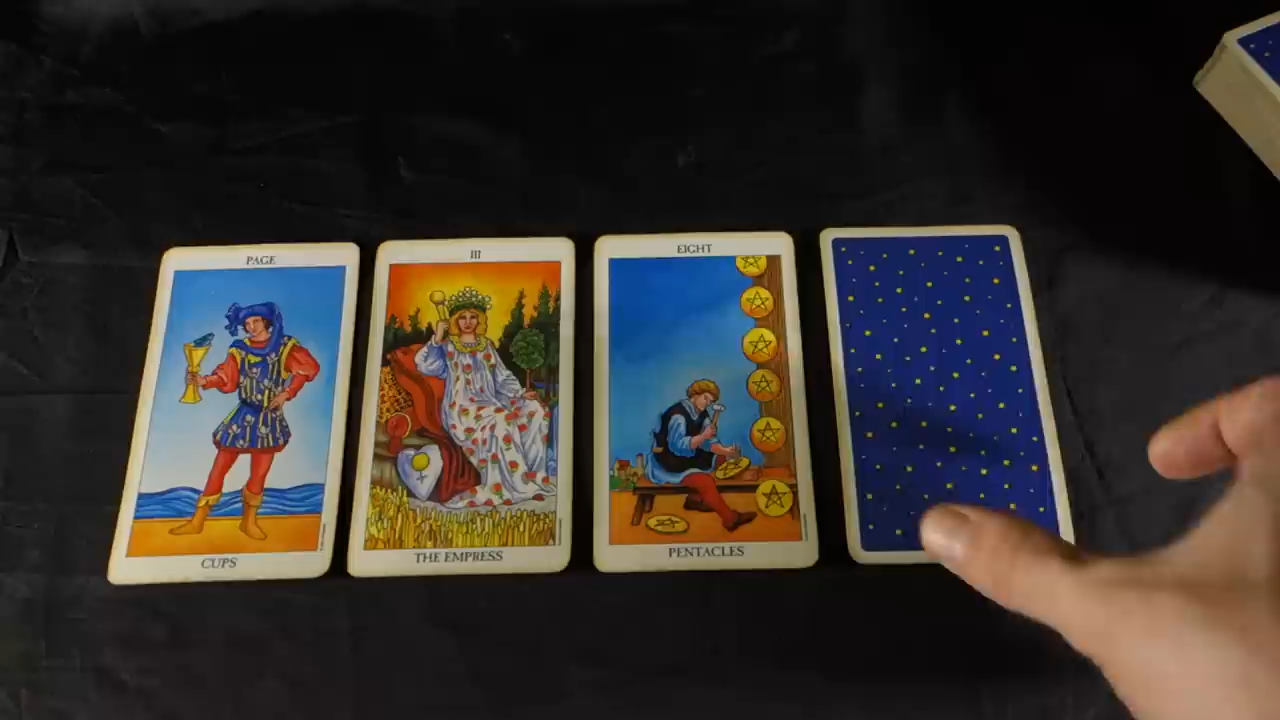 PAGE
CUPS
III
THE EMPRESS
EIGHT
PENTACLES